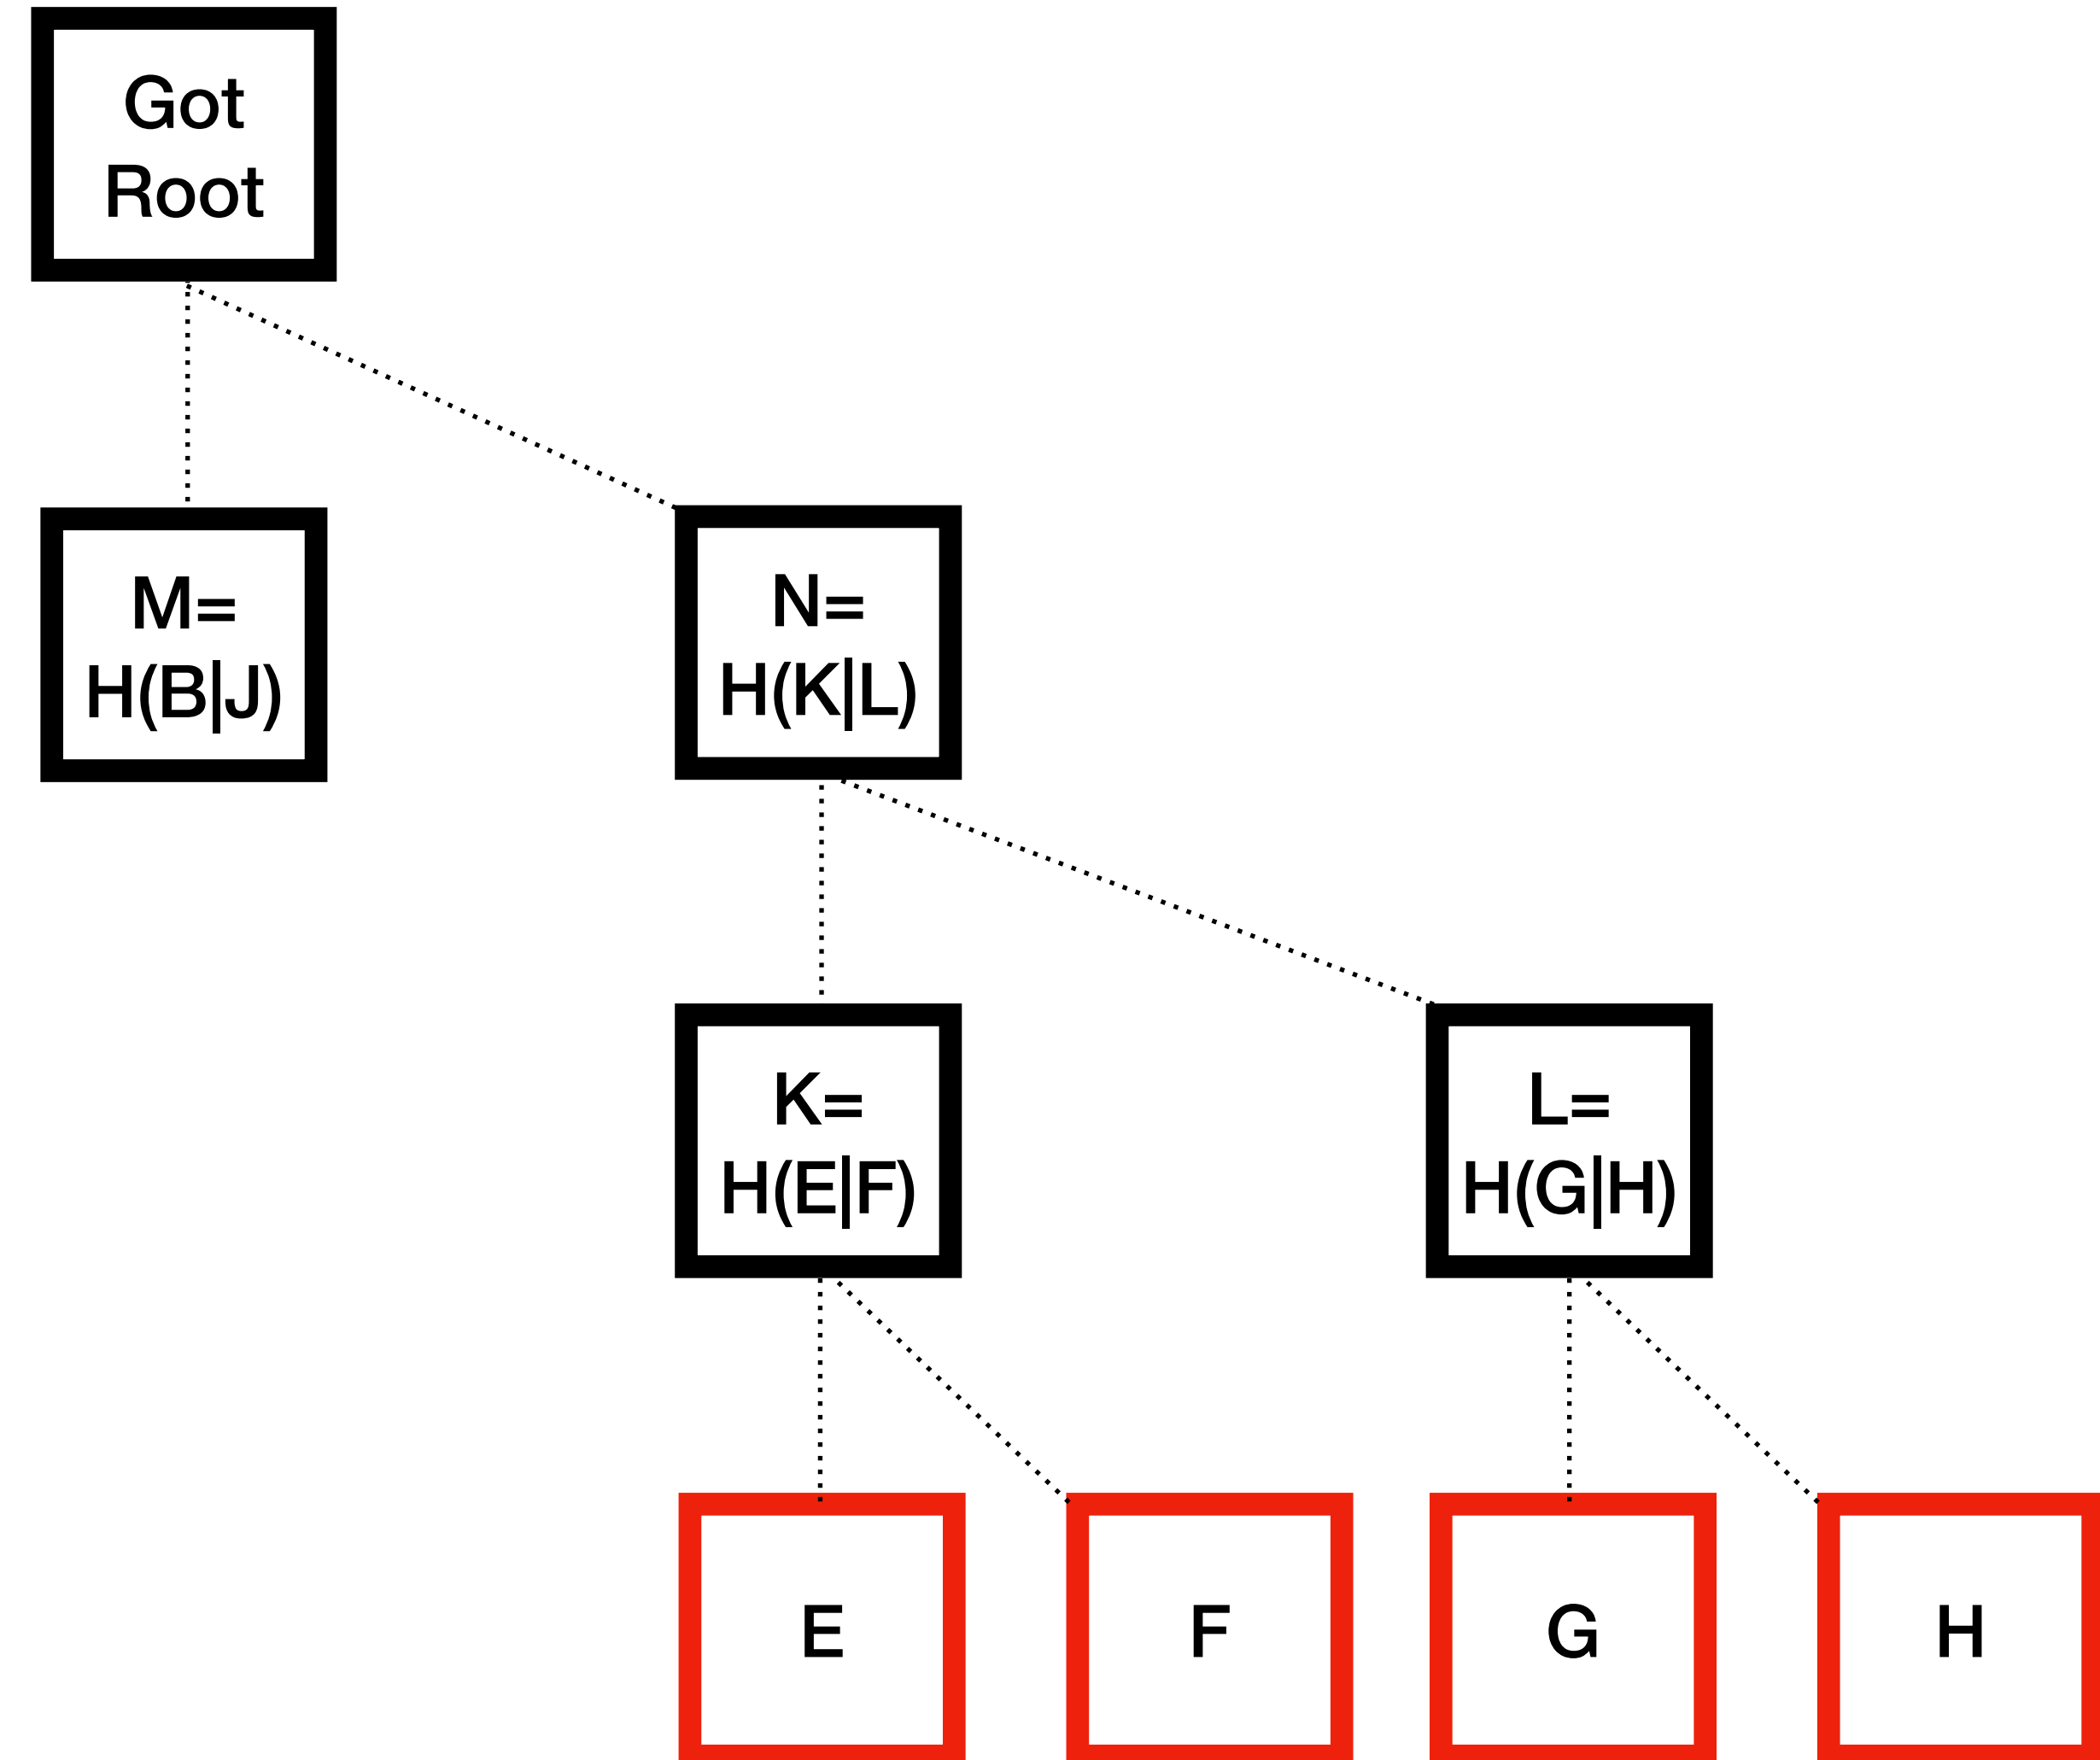 Got
Root
M=
H(B|J)
N=
H(K|L)
K=
H(E|F)
L=
H(G|H)
E
F
G
H